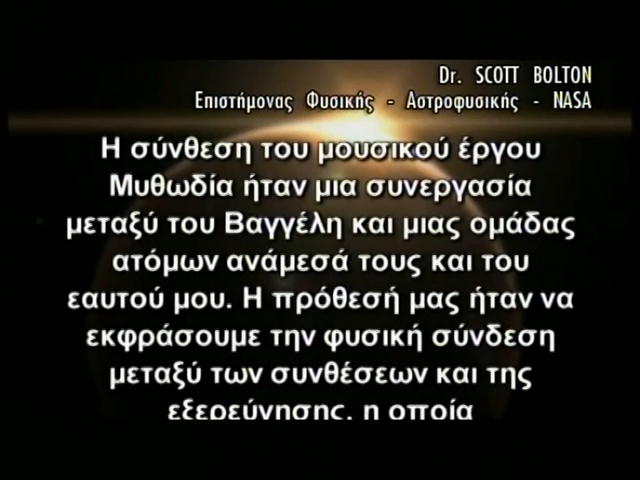 Dr. SCOTT BOLTON
Επιστήμονας Φυσικής - Αστροφυσικής - NASA
Η σύνθεση του μουσικού έργου
Μυθωδία ήταν μια συνεργασία
μεταξύ του Βαγγέλη και μιας ομάδας
ατόμων ανάμεσά τους και του
εαυτού μου. Η πρόθεσή μας ήταν να
εκφράσουμε την φυσική σύνδεση
μεταξύ των συνθέσεων και της
εξερεύνησης, η οποία